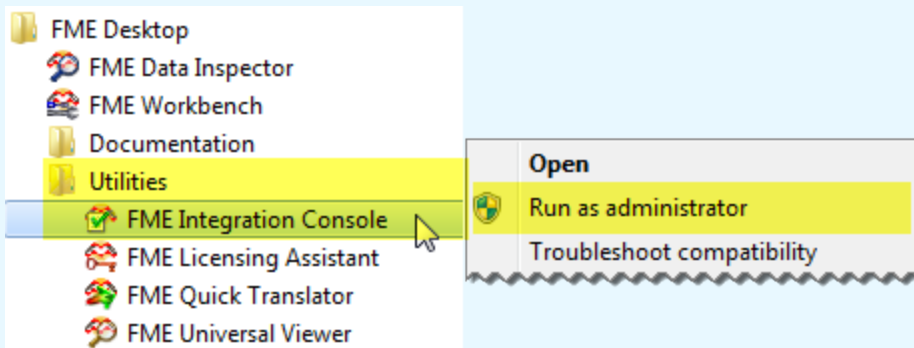 FME Desktop
FME Data Inspector
FME Workbench
Documentation
Utilities
FME Integration Console
FME Licensing Assistant
FME Quick Translator
FME Universal Viewer
Open
Run as administrator
Troubleshoot compatibility